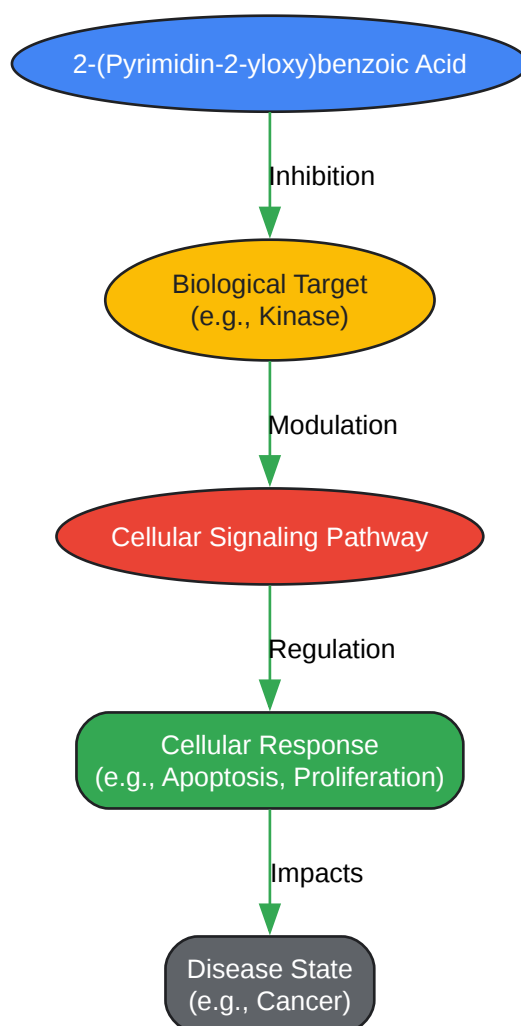 2-(Pyrimidin-2-yloxy)benzoic Acid
Inhibition
Biological Target
(e.g., Kinase)
Modulation
Cellular Signaling Pathway
Regulation
Cellular Response
(e.g., Apoptosis, Proliferation)
Impacts
Disease State
(e.g., Cancer)